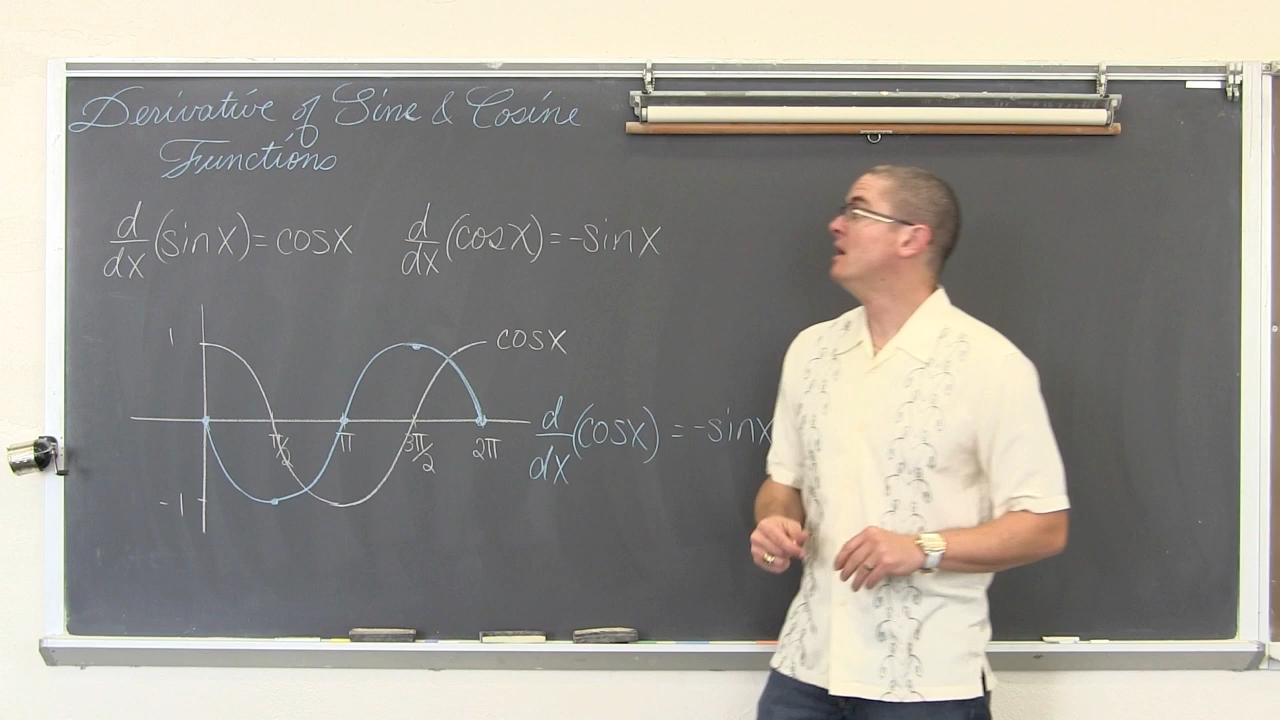 Derivative of Sine & Cosine
Functions
d/dx (sinx) = cosx d/dx (cosx) = -sinx
1
cosx
π/2 π 3π/2 2π
d/dx (cosx) = -sinx
-1